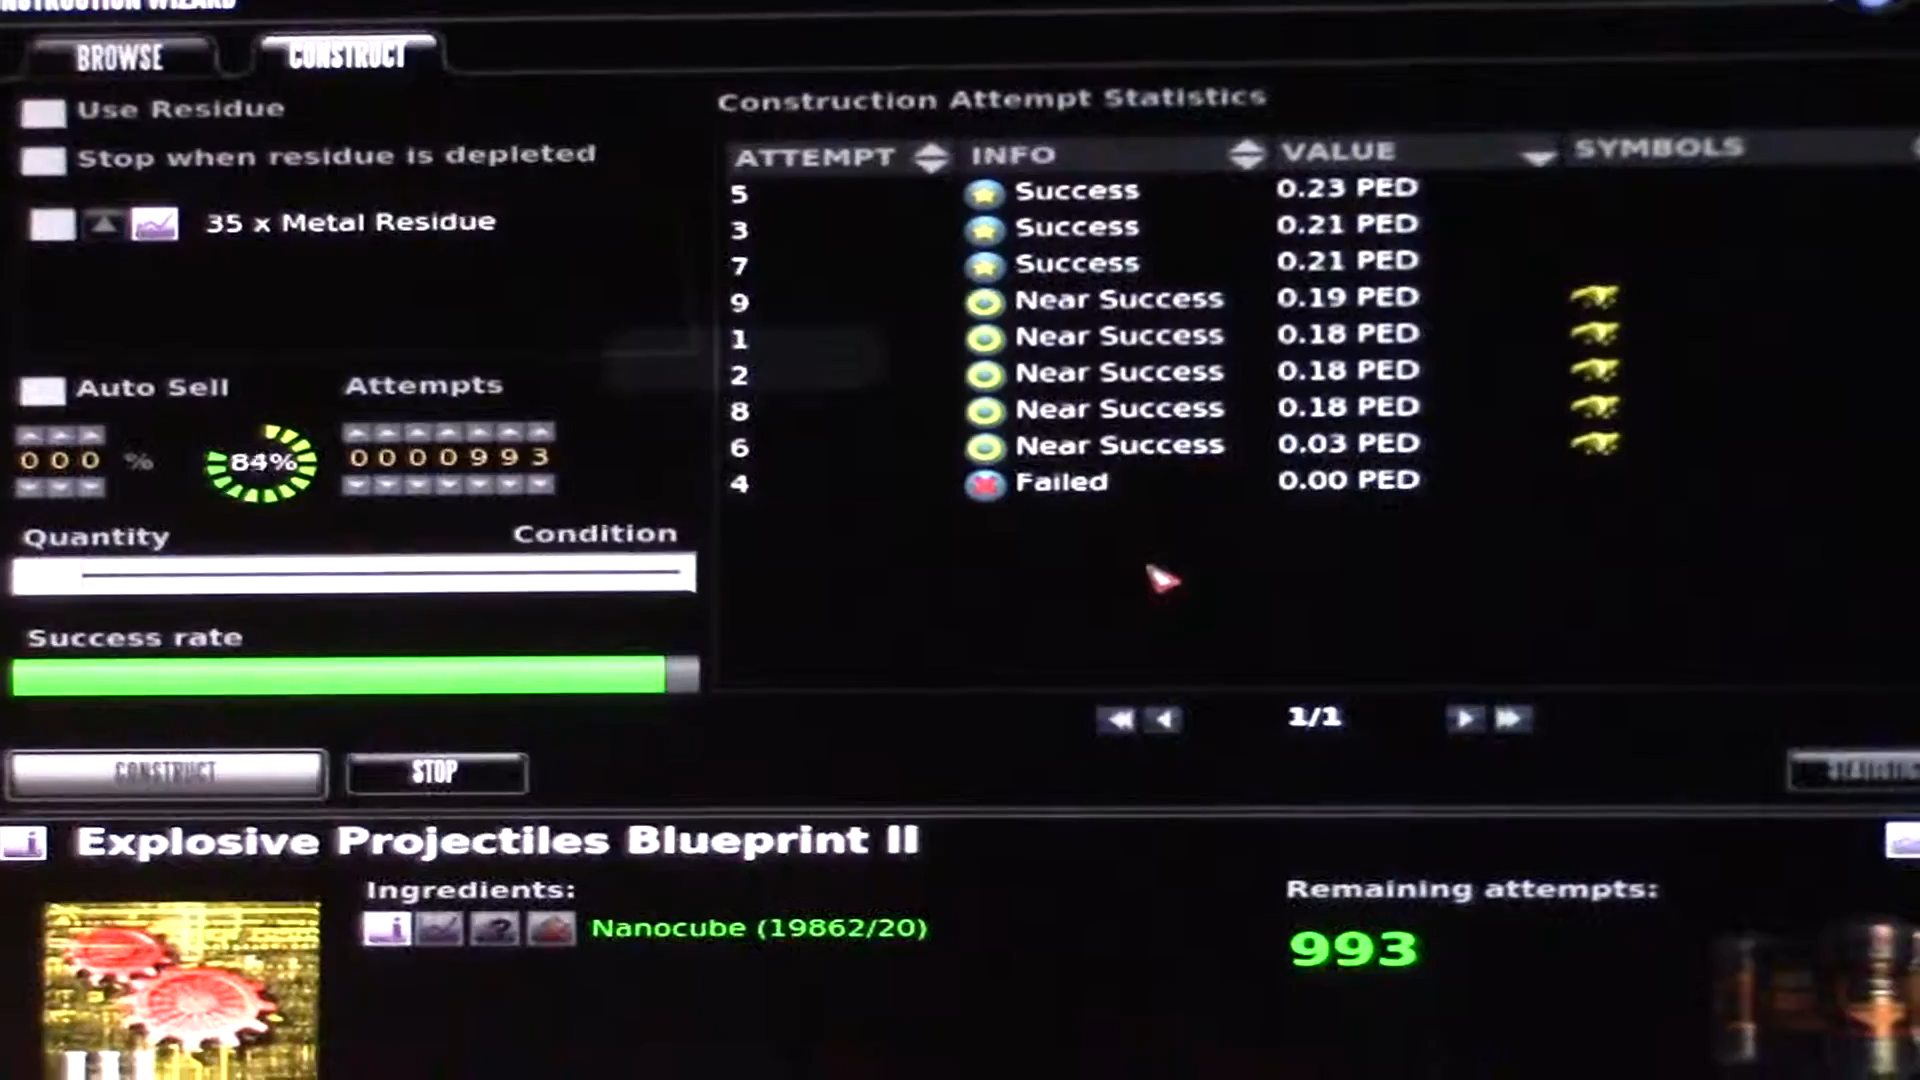 BROWSE
CONSTRUCT
Use Residue
Stop when residue is depleted
35 x Metal Residue
Auto Sell
Attempts
000 %
84%
0000993
Quantity
Condition
Success rate
CONSTRUCT
STOP
Construction Attempt Statistics
ATTEMPT INFO VALUE SYMBOLS
5 Success 0.23 PED
3 Success 0.21 PED
7 Success 0.21 PED
9 Near Success 0.19 PED
1 Near Success 0.18 PED
2 Near Success 0.18 PED
8 Near Success 0.18 PED
6 Near Success 0.03 PED
4 Failed 0.00 PED
1/1
Explosive Projectiles Blueprint II
Ingredients:
Nanocube (19862/20)
Remaining attempts:
993